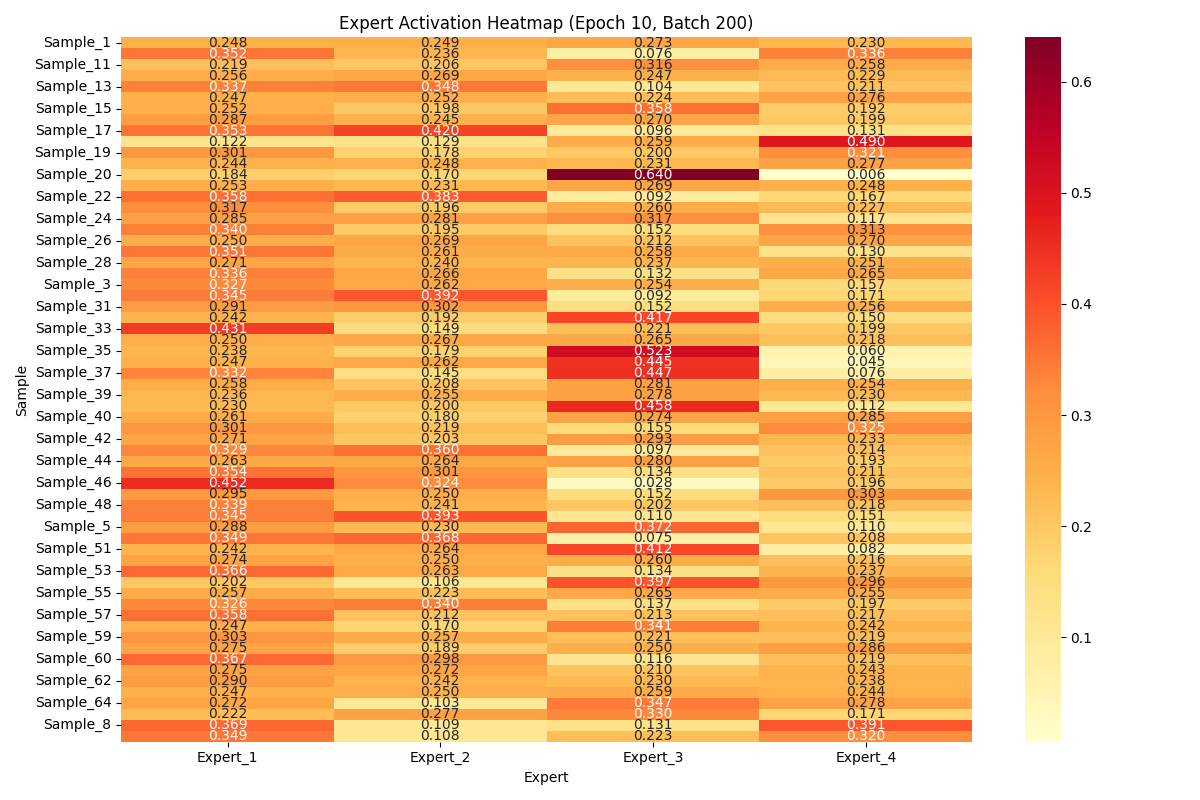 Expert Activation Heatmap (Epoch 10, Batch 200)
Sample_1 0.248 0.249 0.273 0.230
0.352 0.236 0.076 0.336
Sample_11 0.219 0.206 0.316 0.258
0.256 0.269 0.247 0.229
Sample_13 0.337 0.348 0.104 0.211
0.247 0.252 0.224 0.276
Sample_15 0.252 0.198 0.358 0.192
0.287 0.245 0.270 0.199
Sample_17 0.353 0.420 0.096 0.131
0.122 0.129 0.259 0.490
Sample_19 0.301 0.178 0.200 0.321
0.244 0.248 0.231 0.277
Sample_20 0.184 0.170 0.640 0.006
0.253 0.231 0.269 0.248
Sample_22 0.358 0.383 0.092 0.167
0.317 0.196 0.260 0.227
Sample_24 0.285 0.281 0.317 0.117
0.340 0.195 0.152 0.313
Sample_26 0.250 0.269 0.212 0.270
0.351 0.261 0.258 0.130
Sample_28 0.271 0.240 0.237 0.251
0.336 0.266 0.132 0.265
Sample_3 0.327 0.262 0.254 0.157
0.345 0.392 0.092 0.171
Sample_31 0.291 0.302 0.152 0.256
0.242 0.192 0.417 0.150
Sample_33 0.431 0.149 0.221 0.199
0.250 0.267 0.265 0.218
Sample_35 0.238 0.179 0.523 0.060
0.247 0.262 0.445 0.045
Sample_37 0.332 0.145 0.447 0.076
0.258 0.208 0.281 0.254
Sample_39 0.236 0.255 0.278 0.230
0.230 0.200 0.458 0.112
Sample_40 0.261 0.180 0.274 0.285
0.301 0.219 0.155 0.325
Sample_42 0.271 0.203 0.293 0.233
0.329 0.360 0.097 0.214
Sample_44 0.263 0.264 0.280 0.193
0.354 0.301 0.134 0.211
Sample_46 0.452 0.324 0.028 0.196
0.295 0.250 0.152 0.303
Sample_48 0.339 0.241 0.202 0.218
0.345 0.393 0.110 0.151
Sample_5 0.288 0.230 0.372 0.110
0.349 0.368 0.075 0.208
Sample_51 0.242 0.264 0.412 0.082
0.274 0.250 0.260 0.216
Sample_53 0.366 0.263 0.134 0.237
0.202 0.106 0.397 0.296
Sample_55 0.257 0.223 0.265 0.255
0.326 0.340 0.137 0.197
Sample_57 0.358 0.212 0.213 0.217
0.247 0.170 0.341 0.242
Sample_59 0.303 0.257 0.221 0.219
0.275 0.189 0.250 0.286
Sample_60 0.367 0.298 0.116 0.219
0.275 0.272 0.210 0.243
Sample_62 0.290 0.242 0.230 0.238
0.247 0.250 0.259 0.244
Sample_64 0.272 0.103 0.347 0.278
0.222 0.277 0.330 0.171
Sample_8 0.369 0.109 0.131 0.391
0.349 0.108 0.223 0.320
Expert_1 Expert_2 Expert_3 Expert_4
Expert
Sample
0.6
0.5
0.4
0.3
0.2
0.1